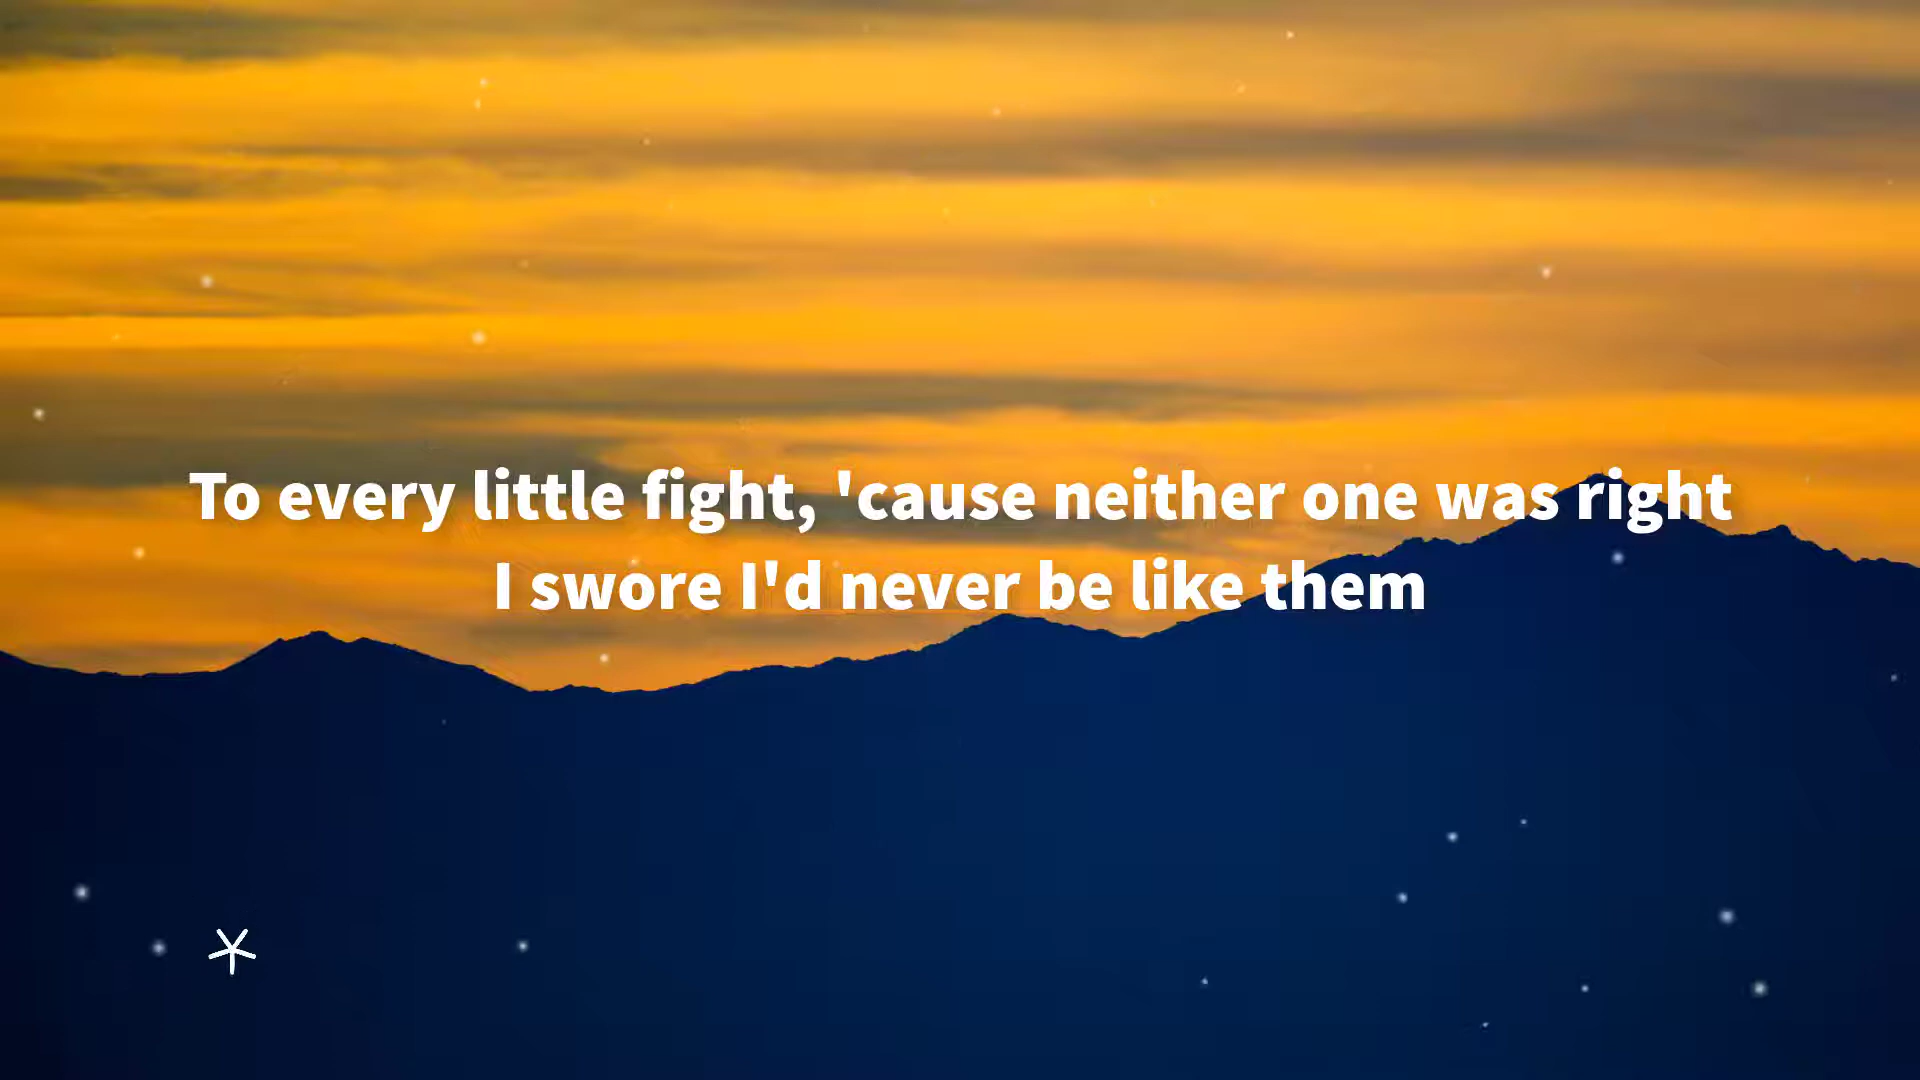 To every little fight, 'cause neither one was right
I swore I'd never be like them